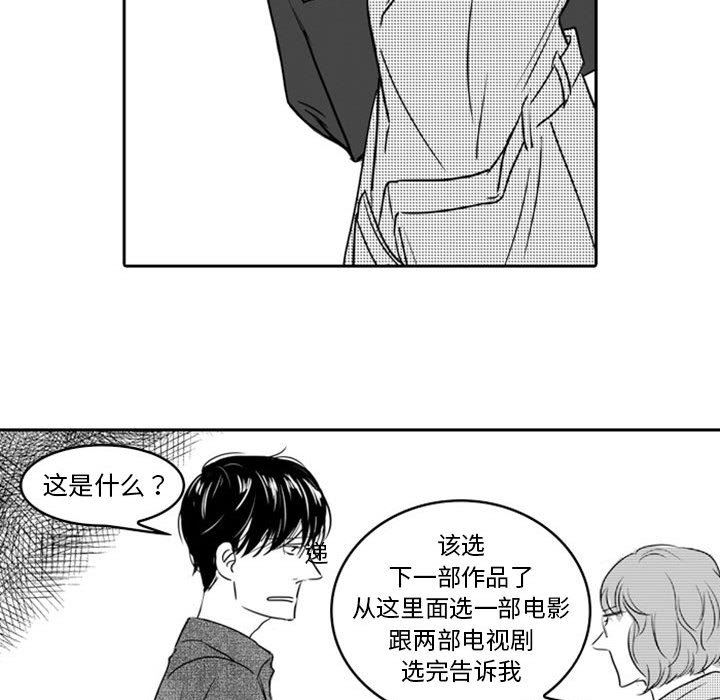 这是什么？
递
该选
下一部作品了
从这里面选一部电影
跟两部电视剧
选完告诉我